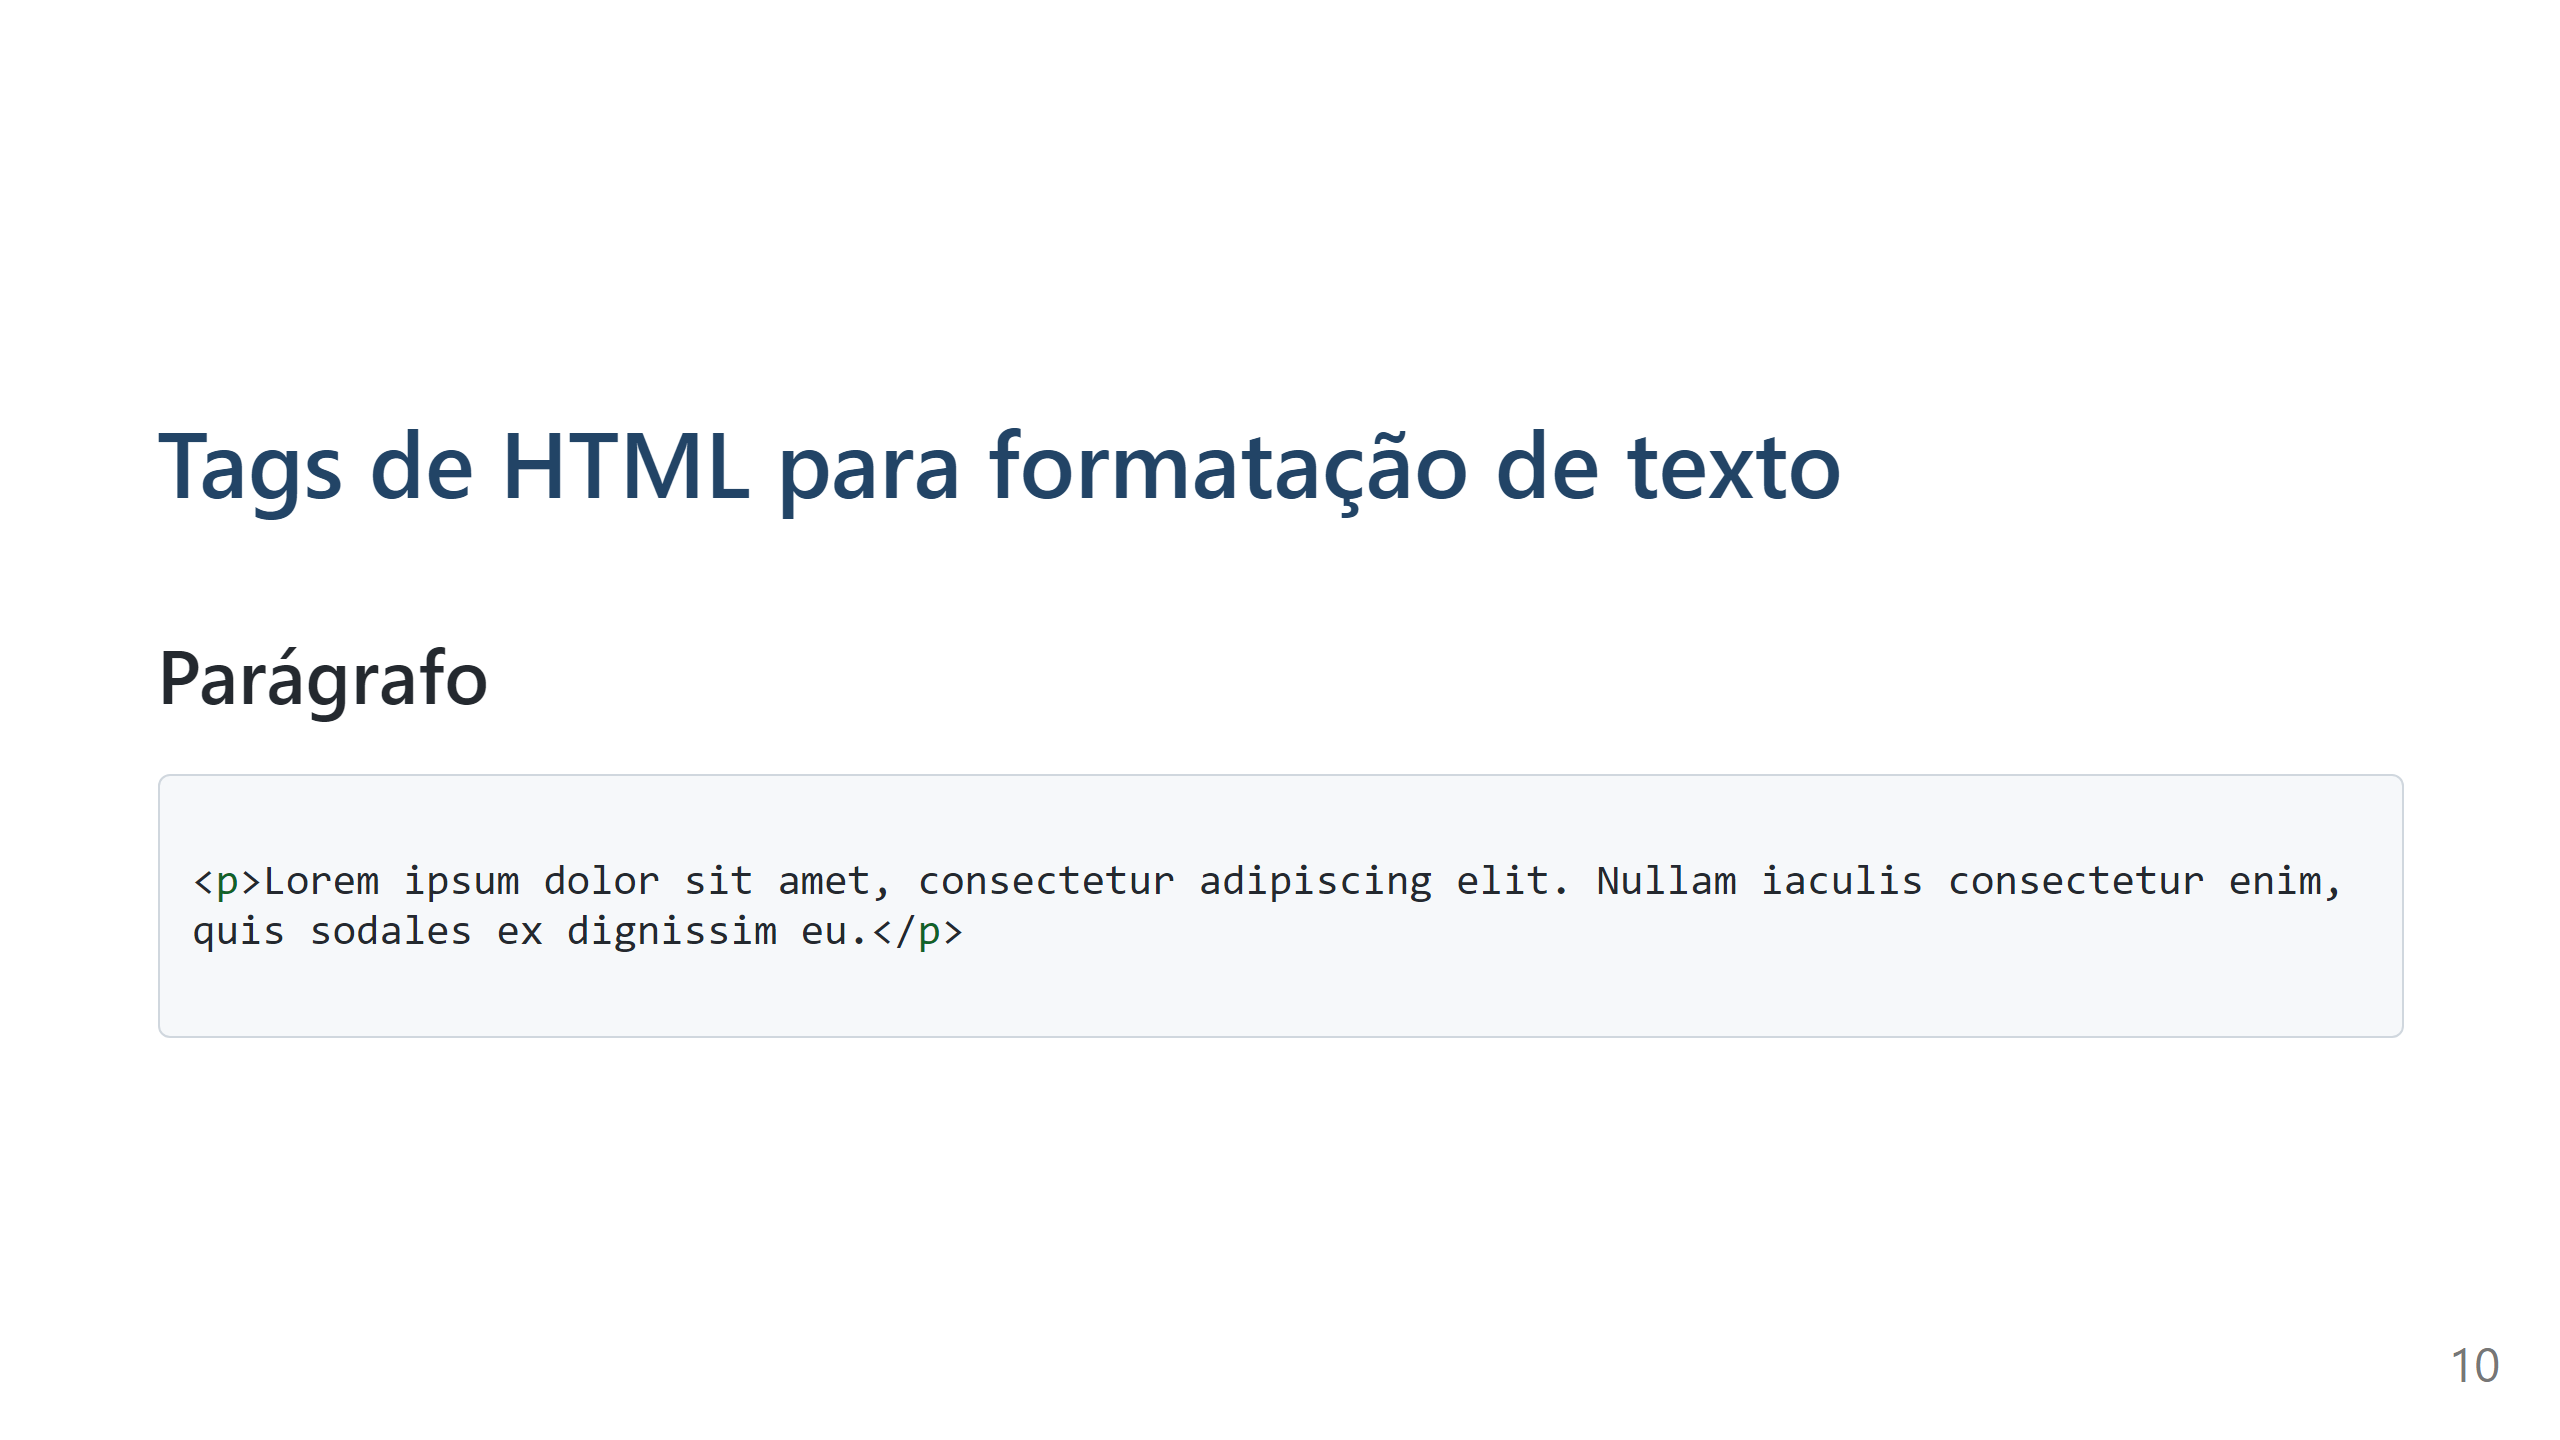 Tags de HTML para formatação de texto
Parágrafo
<p>Lorem ipsum dolor sit amet, consectetur adipiscing elit. Nullam iaculis consectetur enim,
quis sodales ex dignissim eu.</p>
10